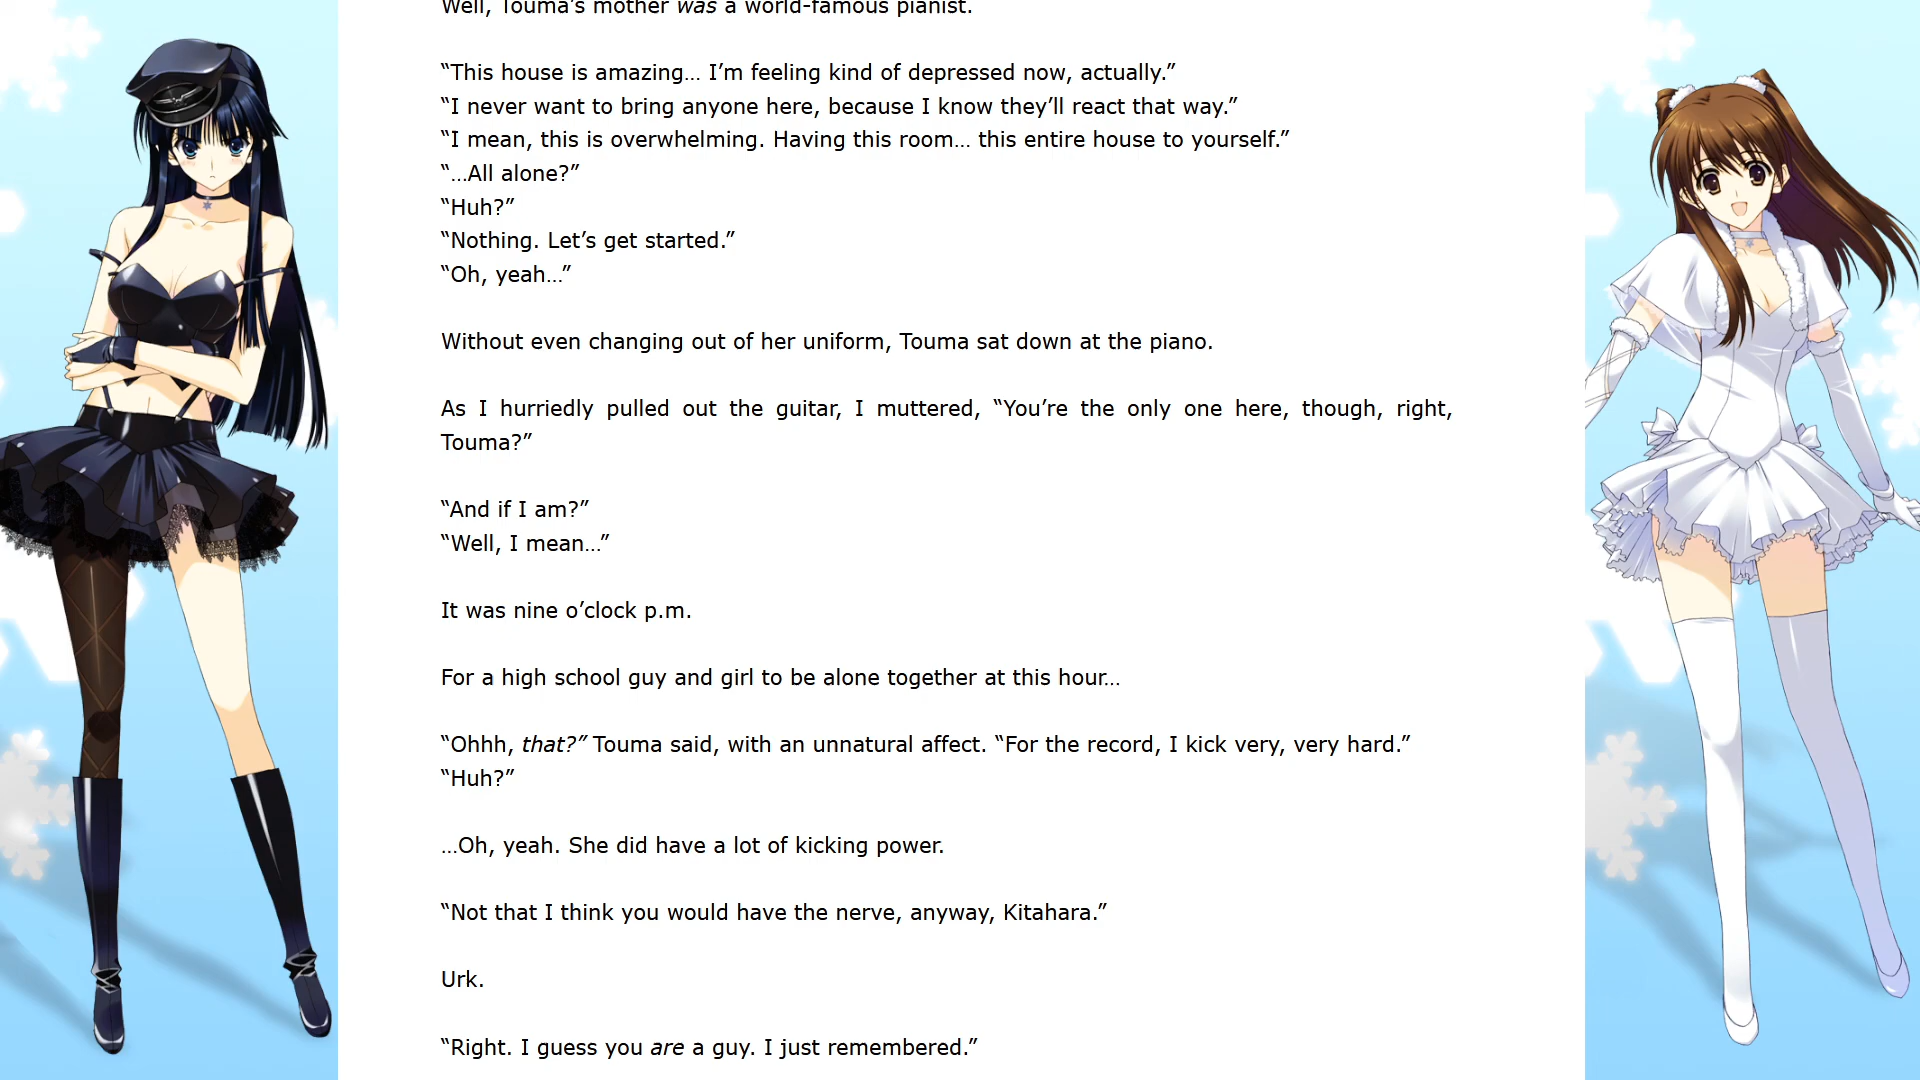 Well, Touma’s mother was a world-famous pianist.
“This house is amazing… I’m feeling kind of depressed now, actually.”
“I never want to bring anyone here, because I know they’ll react that way.”
“I mean, this is overwhelming. Having this room… this entire house to yourself.”
“…All alone?”
“Huh?”
“Nothing. Let’s get started.”
“Oh, yeah…”
Without even changing out of her uniform, Touma sat down at the piano.
As I hurriedly pulled out the guitar, I muttered, “You’re the only one here, though, right,
Touma?”
“And if I am?”
“Well, I mean…”
It was nine o’clock p.m.
For a high school guy and girl to be alone together at this hour…
“Ohhh, that?” Touma said, with an unnatural affect. “For the record, I kick very, very hard.”
“Huh?”
…Oh, yeah. She did have a lot of kicking power.
“Not that I think you would have the nerve, anyway, Kitahara.”
Urk.
“Right. I guess you are a guy. I just remembered.”